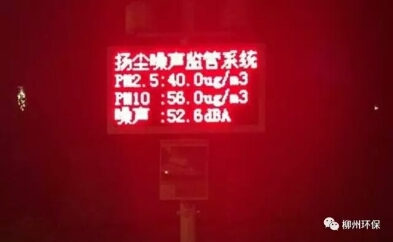 扬尘噪声监管系统
PM2.5:40.0ug/m3
PM10 :56.0ug/m3
噪声 :52.6dBA
柳州环保